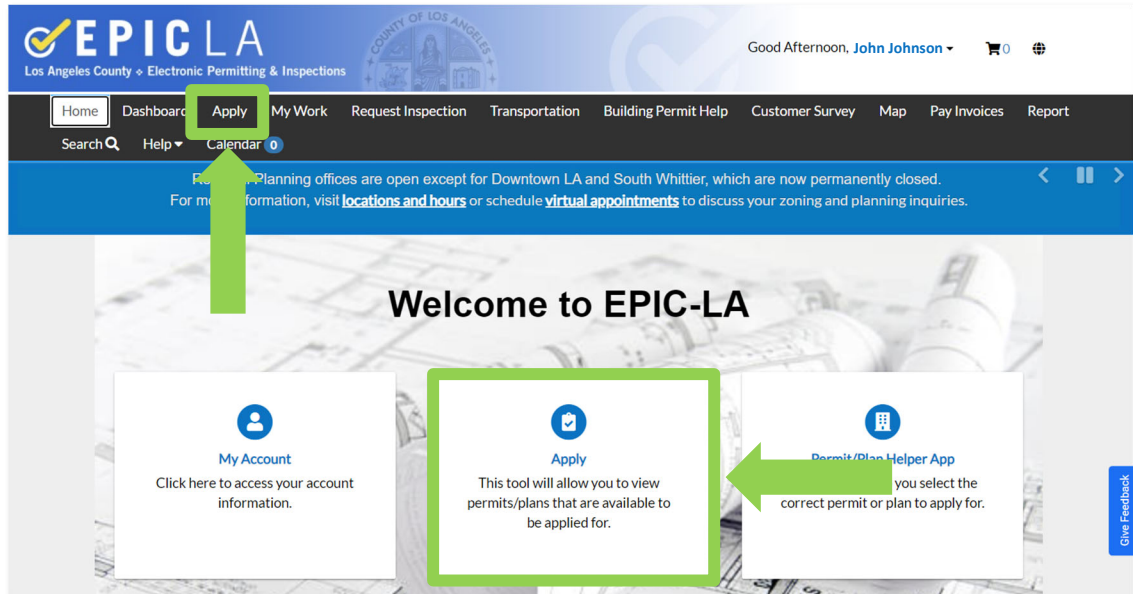 EPIC LA
Los Angeles County Electronic Permitting & Inspections
COUNTY OF LOS ANGELES
Good Afternoon, John Johnson
0
Home Dashboard Apply My Work Request Inspection Transportation Building Permit Help Customer Survey Map Pay Invoices Report
Search Help Calendar 0
Planning offices are open except for Downtown LA and South Whittier, which are now permanently closed.
For visit locations and hours or schedule virtual appointments to discuss your zoning and planning inquiries.
Welcome to EPIC-LA
My Account
Click here to access your account
information.
Apply
This tool will allow you to view
permits/plans that are available to
be applied for.
Permit/Plan Helper App
you select the
correct permit or plan to apply for.
Give Feedback